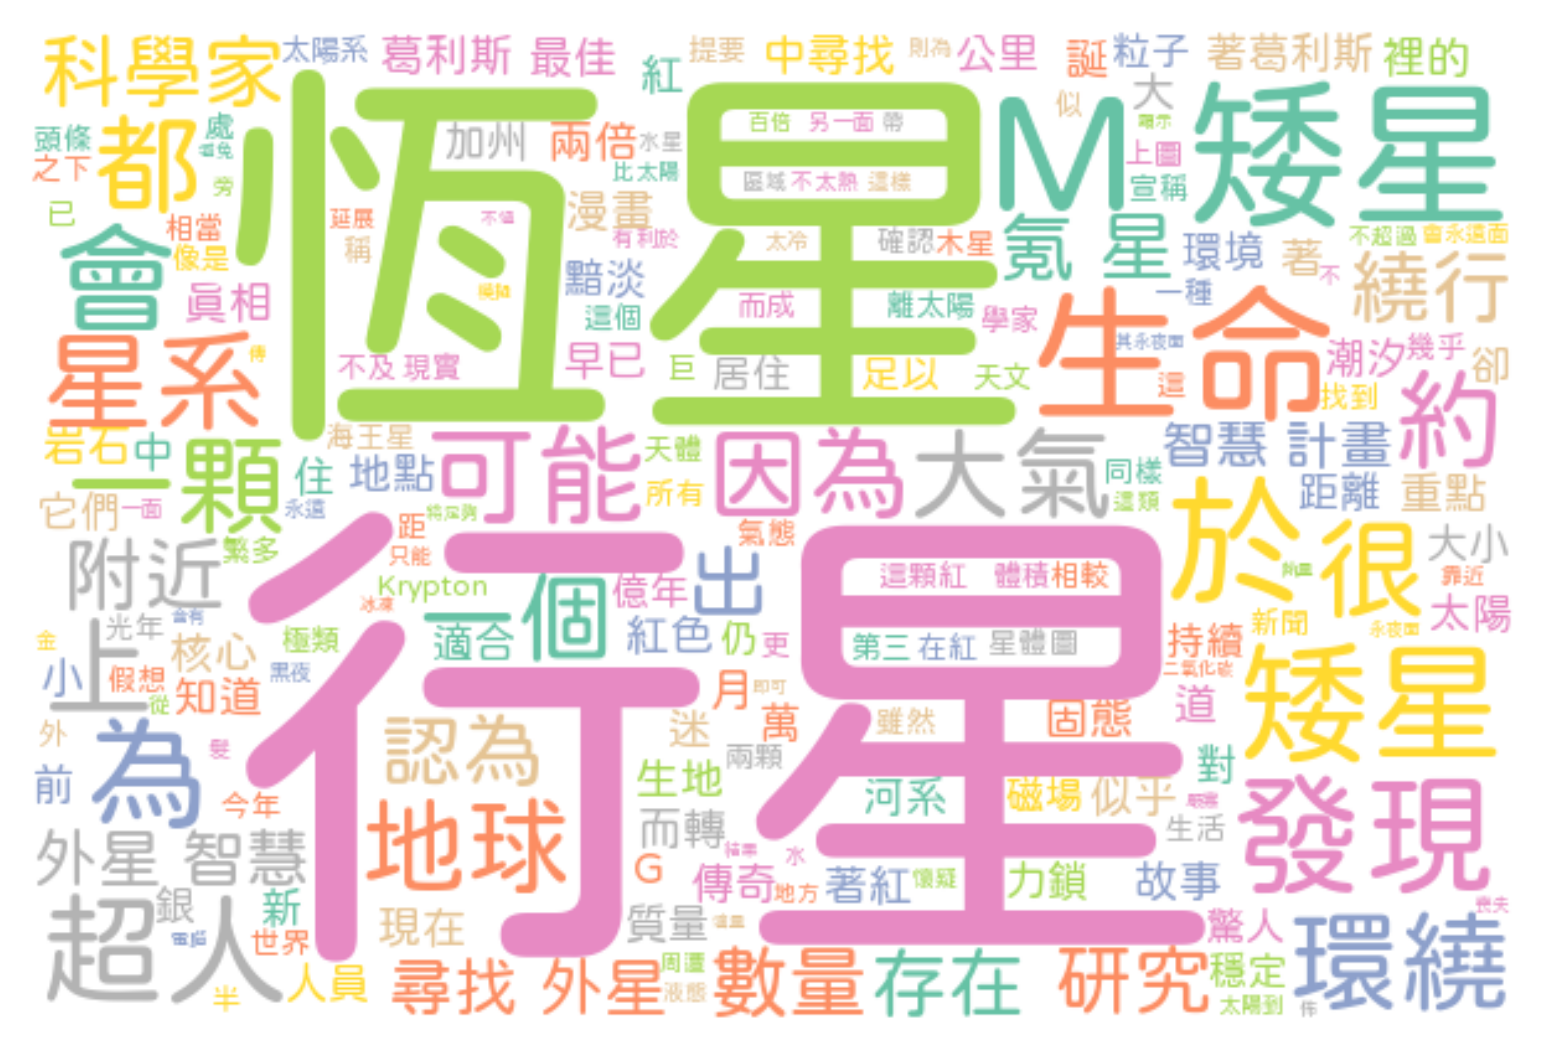 科學家 太陽系 葛利斯 最佳 提要 中尋找 則為 公里 誕 粒子 著葛利斯 裡的
紅 似 大
頭條 都 處 加州 兩倍 水星 百倍 另一面 帶 M 矮星
之下 比太陽 上圖
旁 區域 不太熱 這樣 宣稱
已 相當 延展 漫畫
恆星
會 像是 稱 有利於 太冷 確認 木星 氪 星 環境 著 不超過 會永遠面
不
真相 黯淡 繞行
這個 而成 離太陽 學家 一種
星系 傳 不及 現實 早已 巨 居住 足以 天文 生命 其永夜面 潮汐 幾乎 卻
這 找到 約
岩石 中 海王星 可能 天體 因為 大氣 智慧 計畫
一顆 住 地點 同樣 距離 重點
它們 一面 永遠 所有 這類
距 氣態 於 很 大小
附近 繁多 只能 出 這顆紅 體積 相較 靠近
Krypton 一個 億年
行星
光年 太陽
金 上 核心 極類 適合 紅色 仍 更 第三 在紅 星體圖 持續 新聞 永夜面
小 假想 黑夜 二氧化碳
從 知道 月 即可 道 矮星
外 為 認為 迷 萬 雖然 固態
髮 兩顆 對
前 今年 生地 河系 磁場 似乎
地球 而轉 生活 發現
外星 智慧 水
G 傳奇 地方 著紅 懷疑 力鎖 故事
銀 新 喪失
超人 世界 現在 質量 驚人 環繞
半 人員 尋找 外星 周遭 數量 存在 研究 穩定
液態 太陽到